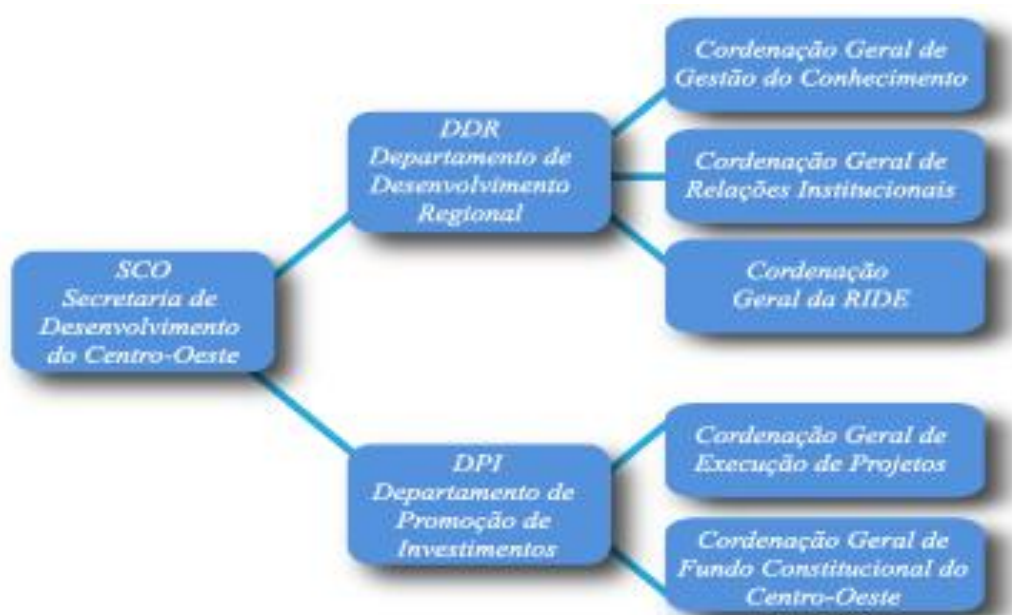 SCO
Secretaria de
Desenvolvimento
do Centro-Oeste
DDR
Departamento de
Desenvolvimento
Regional
Cordenação Geral de
Gestão do Conhecimento
Cordenação Geral de
Relações Institucionais
Cordenação
Geral da RIDE
DPI
Departamento de
Promoção de
Investimentos
Cordenação Geral de
Execução de Projetos
Cordenação Geral de
Fundo Constitucional do
Centro-Oeste